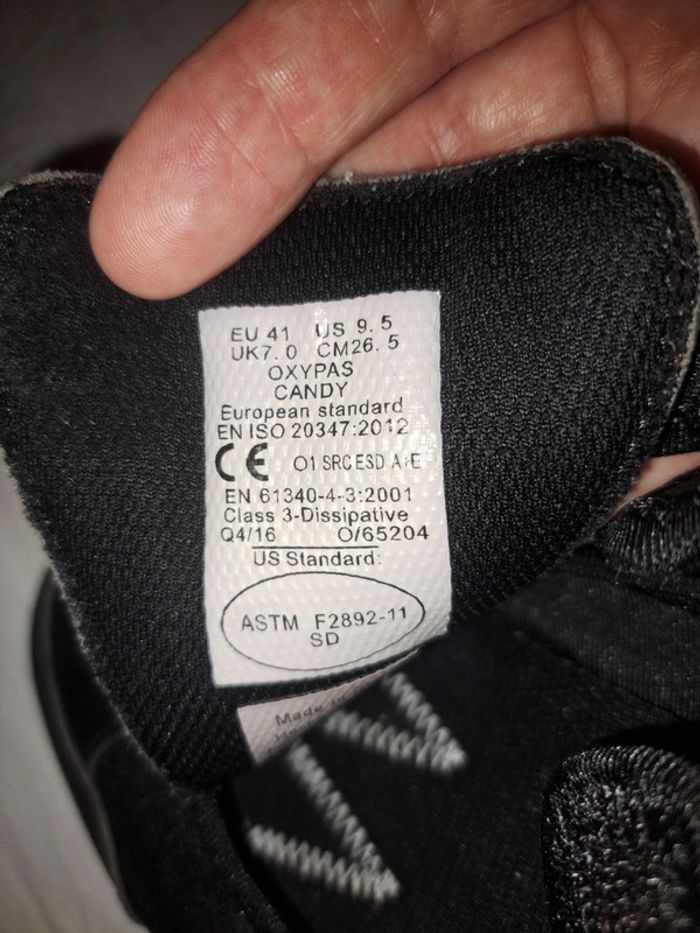 EU 41 US 9.5
UK7.0 CM26.5
OXYPAS
CANDY
European standard
EN ISO 20347:2012
CE O1 SRC ESD A+E
EN 61340-4-3:2001
Class 3-Dissipative
Q4/16 O/65204
US Standard:
ASTM F2892-11
SD
Made